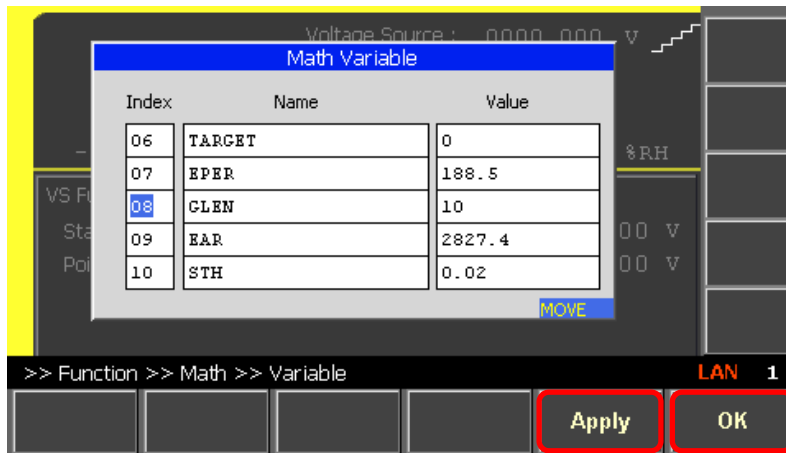 Voltage Source : 0000.000 V
Math Variable
Index Name Value
06 TARGET 0
07 EPER 188.5
08 GLEN 10
09 EAR 2827.4
10 STH 0.02
MOVE
%RH
VS
00 V
00 V
>> Function >> Math >> Variable LAN 1
Apply OK